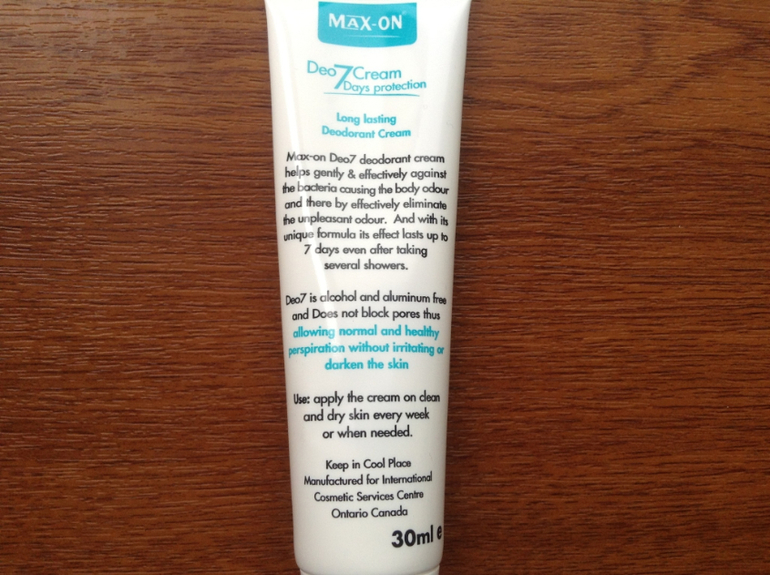 MAX-ON
Deo7Cream
7Days protection
Long lasting
Deodorant Cream
Max-on Deo7 deodorant cream
helps gently & effectively against
the bacteria causing the body odour
and there by effectively eliminate
the unpleasant odour. And with its
unique formula its effect lasts up to
7 days even after taking
several showers.
Deo7 is alcohol and aluminum free
and Does not block pores thus
allowing normal and healthy
perspiration without irritating or
darken the skin
Use: apply the cream on clean
and dry skin every week
or when needed.
Keep in Cool Place
Manufactured for International
Cosmetic Services Centre
Ontario Canada
30ml e